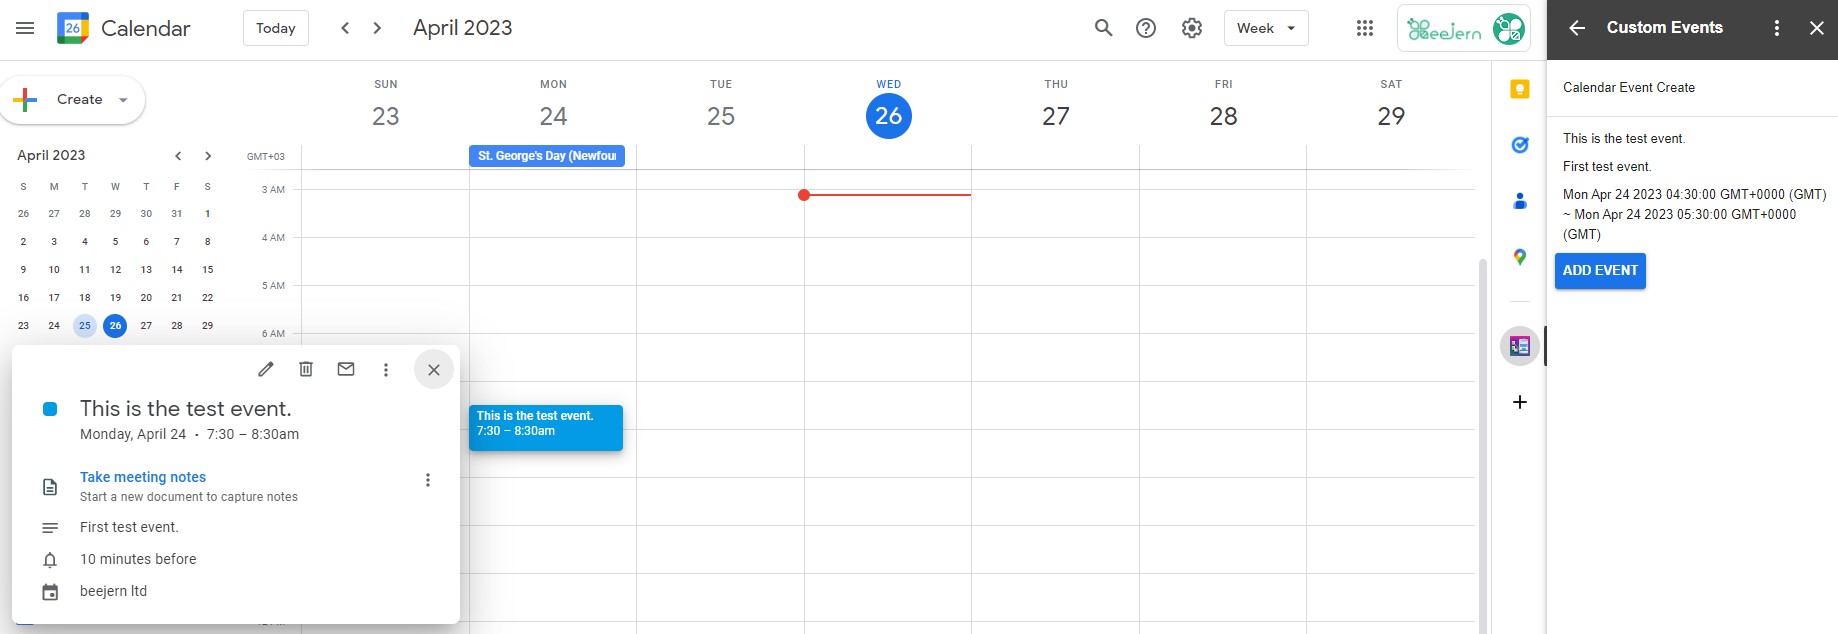 26
Calendar
Today
April 2023
Week
Beejern
Custom Events
Create
SUN
MON
TUE
WED
THU
FRI
SAT
23
24
25
26
27
28
29
Calendar Event Create
April 2023
GMT+03
St. George's Day (Newfou
This is the test event.
First test event.
Mon Apr 24 2023 04:30:00 GMT+0000 (GMT)
~ Mon Apr 24 2023 05:30:00 GMT+0000
(GMT)
ADD EVENT
S M T W T F S
26 27 28 29 30 31 1
2 3 4 5 6 7 8
9 10 11 12 13 14 15
16 17 18 19 20 21 22
23 24 25 26 27 28 29
3 AM
4 AM
5 AM
6 AM
This is the test event.
7:30 – 8:30am
This is the test event.
Monday, April 24 · 7:30 – 8:30am
Take meeting notes
Start a new document to capture notes
First test event.
10 minutes before
beejern ltd